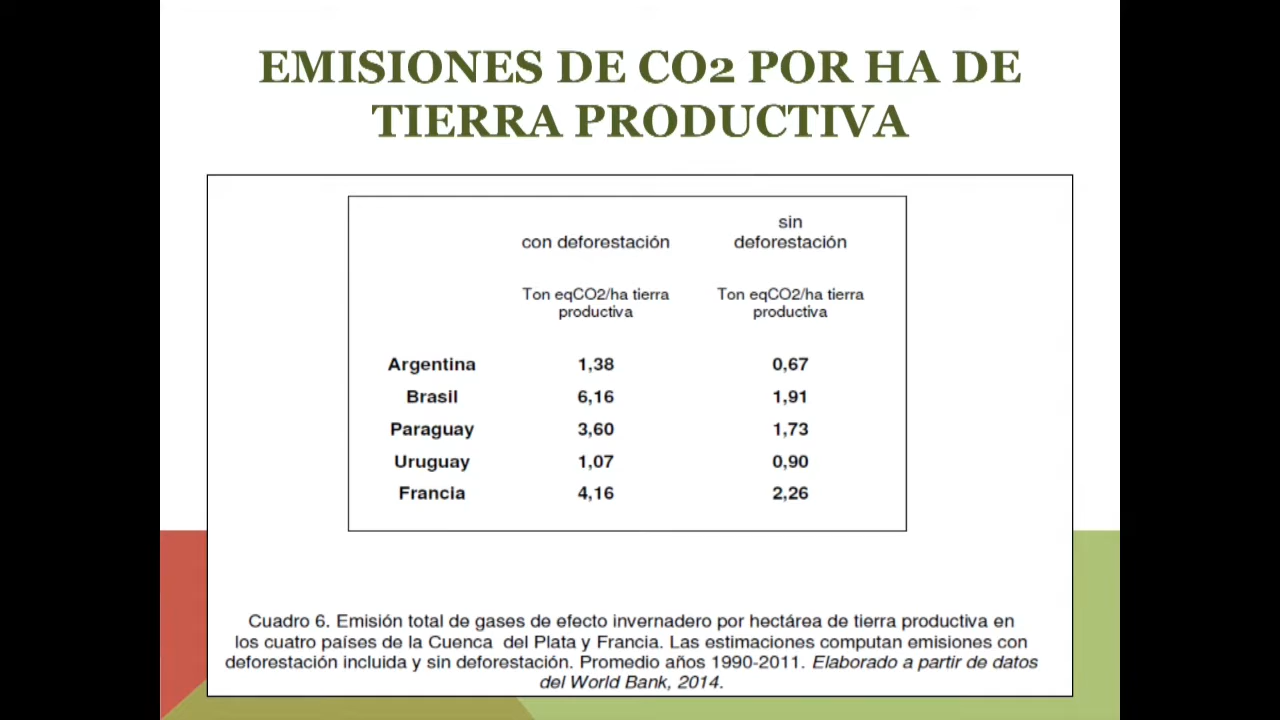 EMISIONES DE CO2 POR HA DE
TIERRA PRODUCTIVA
con deforestación
sin
deforestación
Ton eqCO2/ha tierra
productiva
Ton eqCO2/ha tierra
productiva
Argentina 1,38 0,67
Brasil 6,16 1,91
Paraguay 3,60 1,73
Uruguay 1,07 0,90
Francia 4,16 2,26
Cuadro 6. Emisión total de gases de efecto invernadero por hectárea de tierra productiva en
los cuatro países de la Cuenca del Plata y Francia. Las estimaciones computan emisiones con
deforestación incluida y sin deforestación. Promedio años 1990-2011. Elaborado a partir de datos
del World Bank, 2014.